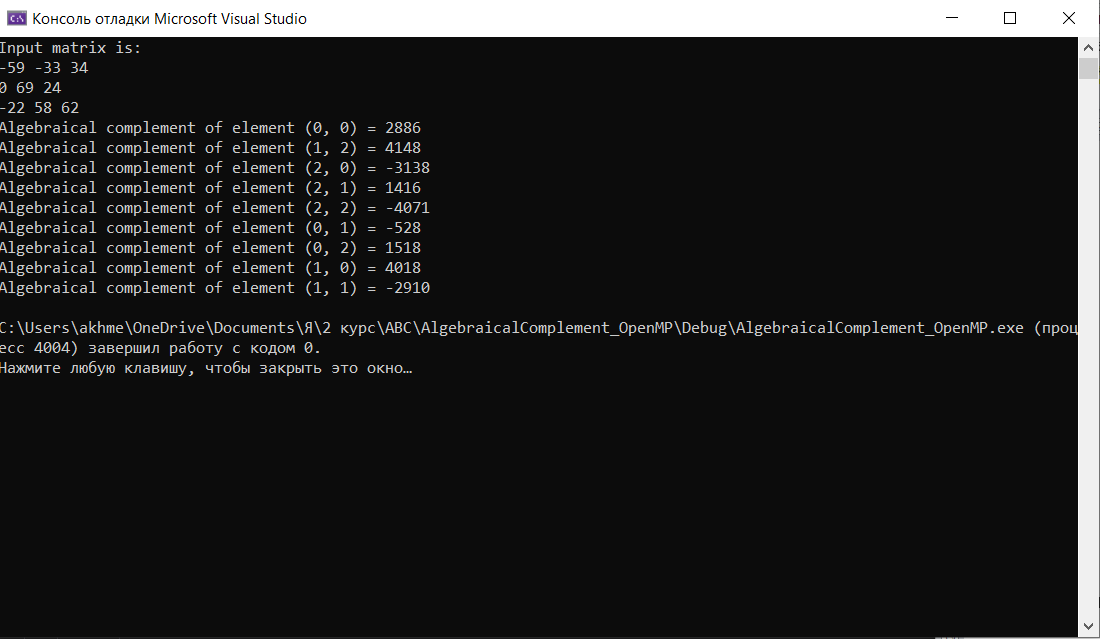 Консоль отладки Microsoft Visual Studio
Input matrix is:
-59 -33 34
0 69 24
-22 58 62
Algebraical complement of element (0, 0) = 2886
Algebraical complement of element (1, 2) = 4148
Algebraical complement of element (2, 0) = -3138
Algebraical complement of element (2, 1) = 1416
Algebraical complement of element (2, 2) = -4071
Algebraical complement of element (0, 1) = -528
Algebraical complement of element (0, 2) = 1518
Algebraical complement of element (1, 0) = 4018
Algebraical complement of element (1, 1) = -2910
C:\Users\akhme\OneDrive\Documents\Я\2 курс\АВС\AlgebraicalComplement_OpenMP\Debug\AlgebraicalComplement_OpenMP.exe (проц
есс 4004) завершил работу с кодом 0.
Нажмите любую клавишу, чтобы закрыть это окно…